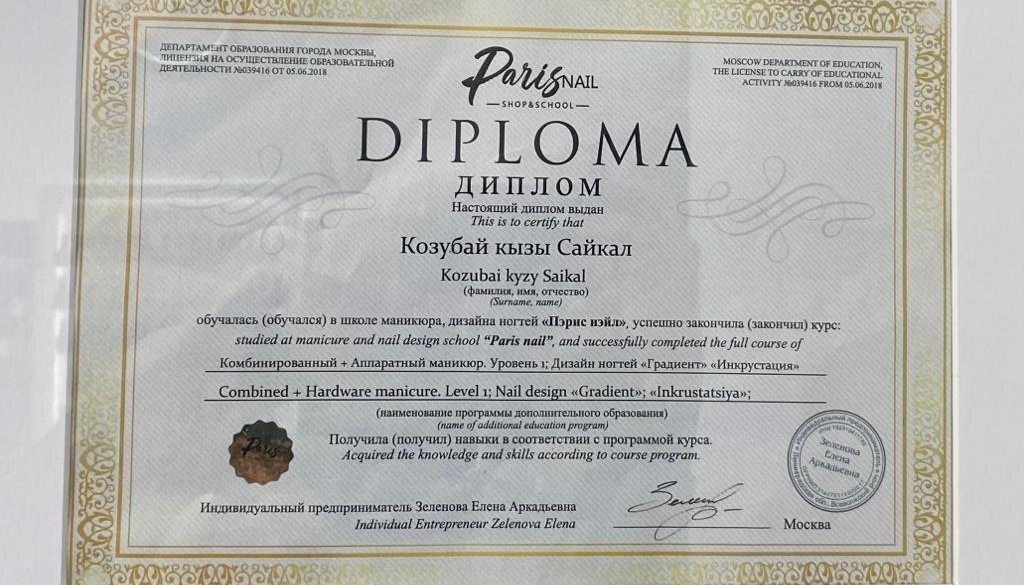 ДЕПАРТАМЕНТ ОБРАЗОВАНИЯ ГОРОДА МОСКВЫ,
ЛИЦЕНЗИЯ НА ОСУЩЕСТВЛЕНИЕ ОБРАЗОВАТЕЛЬНОЙ
ДЕЯТЕЛЬНОСТИ №039416 ОТ 05.06.2018
MOSCOW DEPARTMENT OF EDUCATION,
THE LICENSE TO CARRY OF EDUCATIONAL
ACTIVITY №039416 FROM 05.06.2018
Paris NAIL
SHOP&SCHOOL
DIPLOMA
ДИПЛОМ
Настоящий диплом выдан
This is to certify that
Козубай кызы Сайкал
Kozubai kyzy Saikal
(фамилия, имя, отчество)
(Surname, name)
обучалась (обучался) в школе маникюра, дизайна ногтей «Пэрис нэйл», успешно закончила (закончил) курс:
studied at manicure and nail design school "Paris nail", and successfully completed the full course of
Комбинированный + Аппаратный маникюр. Уровень 1; Дизайн ногтей «Градиент» «Инкрустация»
Combined + Hardware manicure. Level 1; Nail design «Gradient»; «Inkrustatsiya»;
(наименование программы дополнительного образования)
(name of additional education program)
Получила (получил) навыки в соответствии с программой курса.
Acquired the knowledge and skills according to course program.
Paris
Зеленова
Елена
Аркадьевна
Индивидуальный предприниматель Зеленова Елена Аркадьевна
Individual Entrepreneur Zelenova Elena
Москва